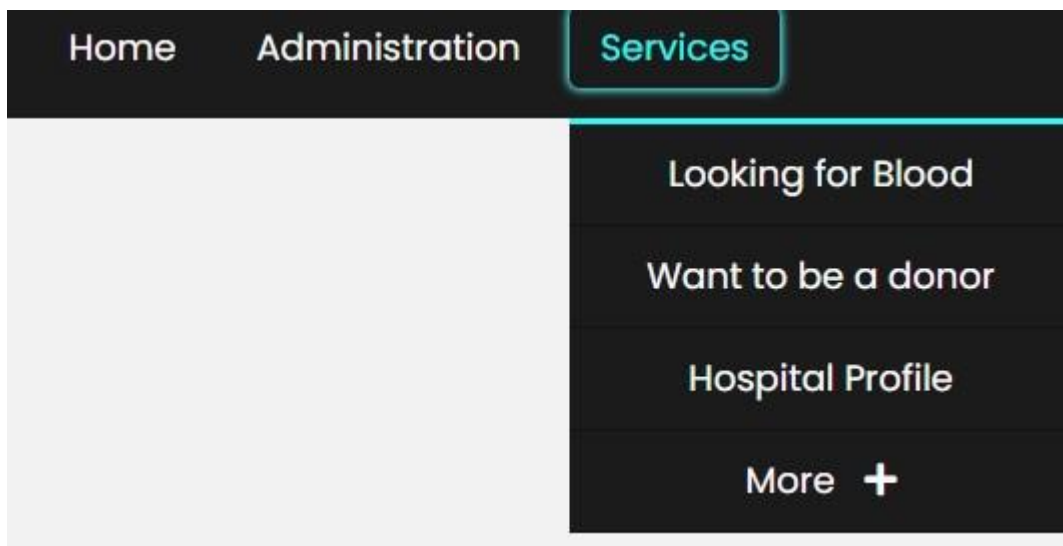 Home Administration Services
Looking for Blood
Want to be a donor
Hospital Profile
More +